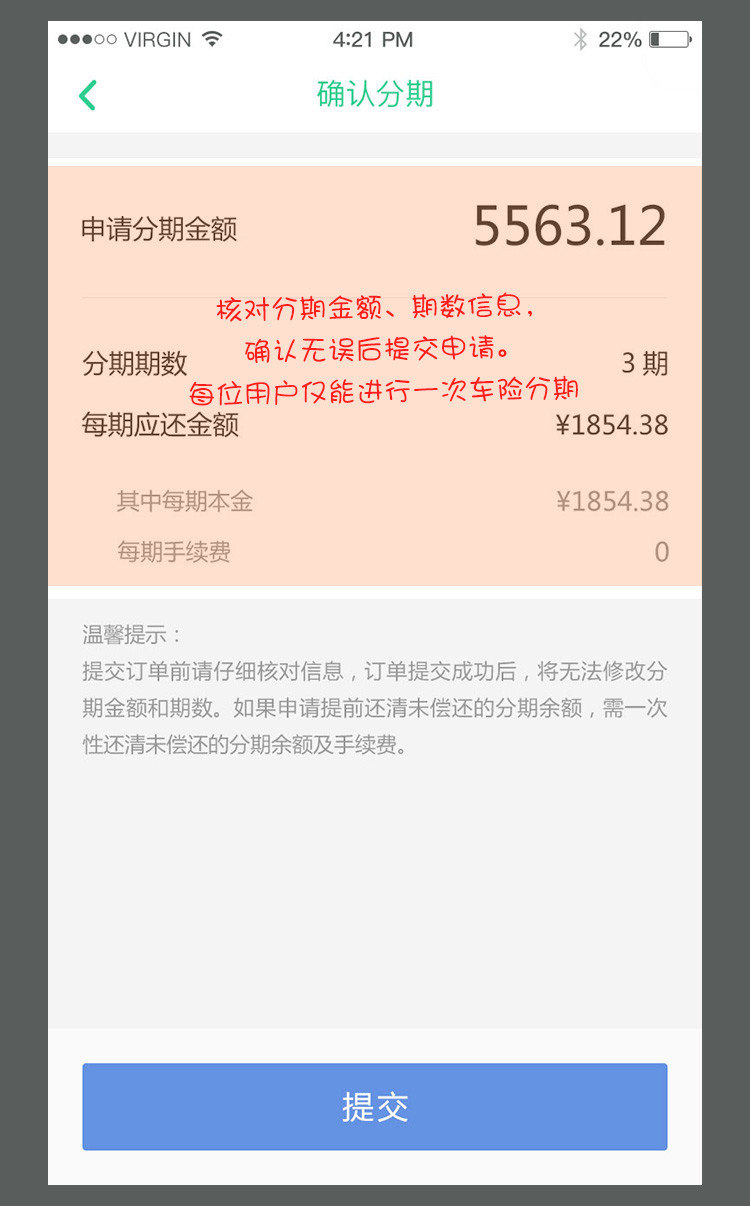 VIRGIN 4:21 PM 22%
确认分期
申请分期金额 5563.12
核对分期金额、期数信息，
确认无误后提交申请。
分期期数 3 期
每位用户仅能进行一次车险分期
每期应还金额 ¥1854.38
其中每期本金 ¥1854.38
每期手续费 0
温馨提示：
提交订单前请仔细核对信息，订单提交成功后，将无法修改分
期金额和期数。如果申请提前还清未偿还的分期余额，需一次
性还清未偿还的分期余额及手续费。
提交